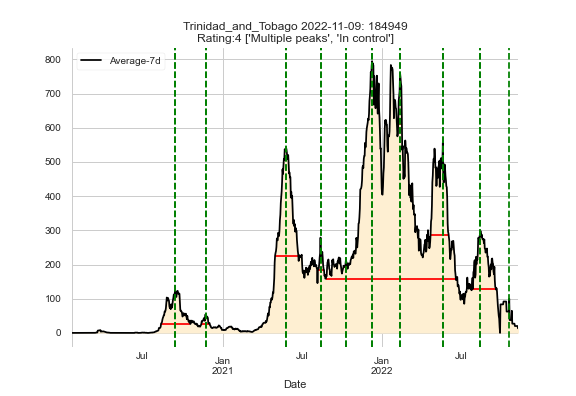 Trinidad_and_Tobago 2022-11-09: 184949
Rating:4 ['Multiple peaks', 'In control']
Average-7d
800
700
600
500
400
300
200
100
0
Jul
Jan
2021
Jul
Jan
2022
Jul
Date